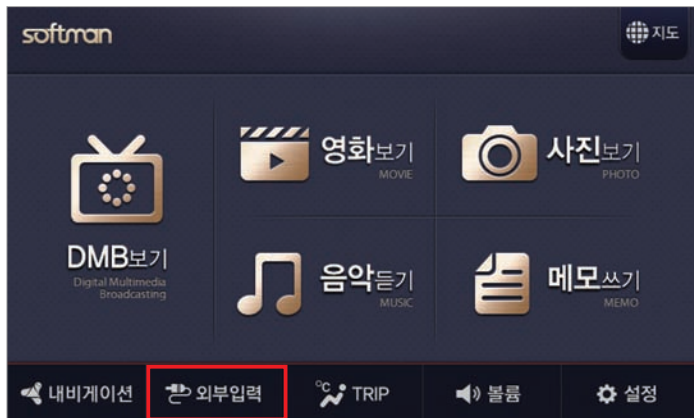 softman
지도
영화보기
MOVIE
사진보기
PHOTO
DMB보기
Digital Multimedia
Broadcasting
음악듣기
MUSIC
메모쓰기
MEMO
내비게이션
외부입력
℃ TRIP
볼륨
설정